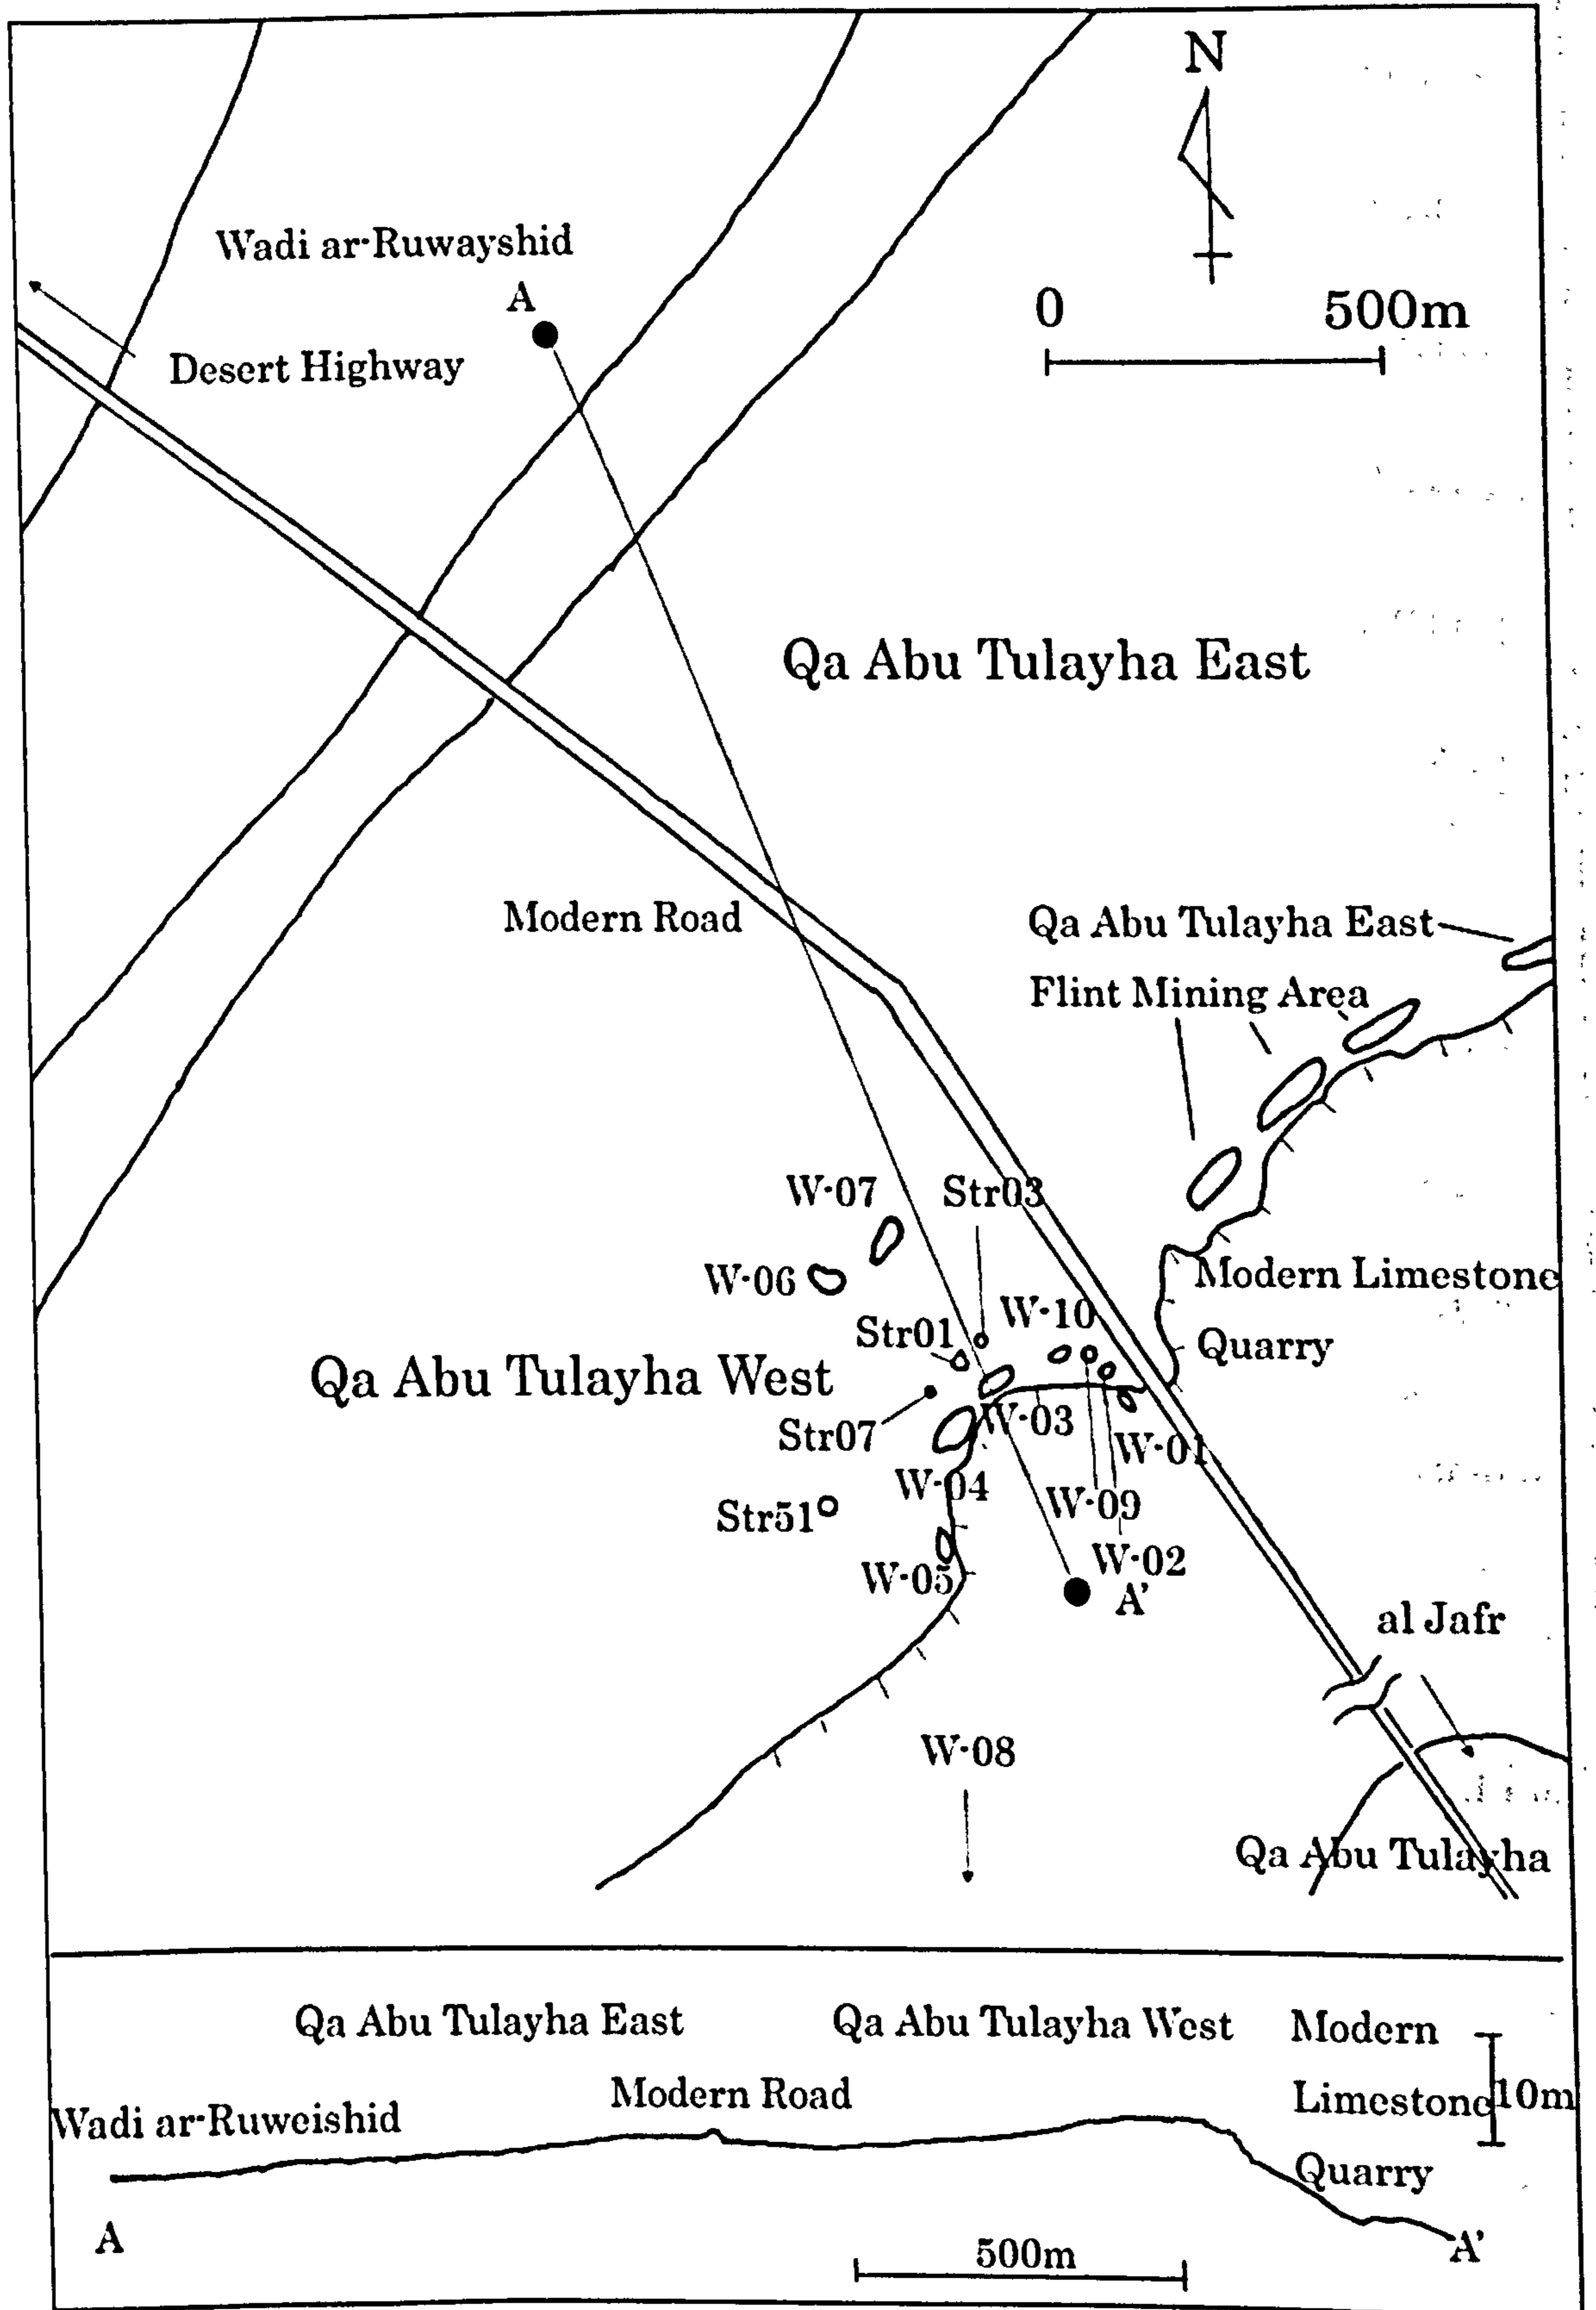 N
Wadi ar-Ruwayshid
A
0 500m
Desert Highway
Qa Abu Tulayha East
Modern Road
Qa Abu Tulayha East
Flint Mining Area
W-07
Str03
W-06
Modern Limestone
W-10
Str01
Quarry
Qa Abu Tulayha West
W-03
Str07
W-01
W-04
W-09
Str51
W-02
W-05
A'
al Jafr
W-08
Qa Abu Tulayha
Qa Abu Tulayha East
Qa Abu Tulayha West
Modern
Limestone
Quarry
10m
Modern Road
Wadi ar-Ruweishid
A
A'
500m